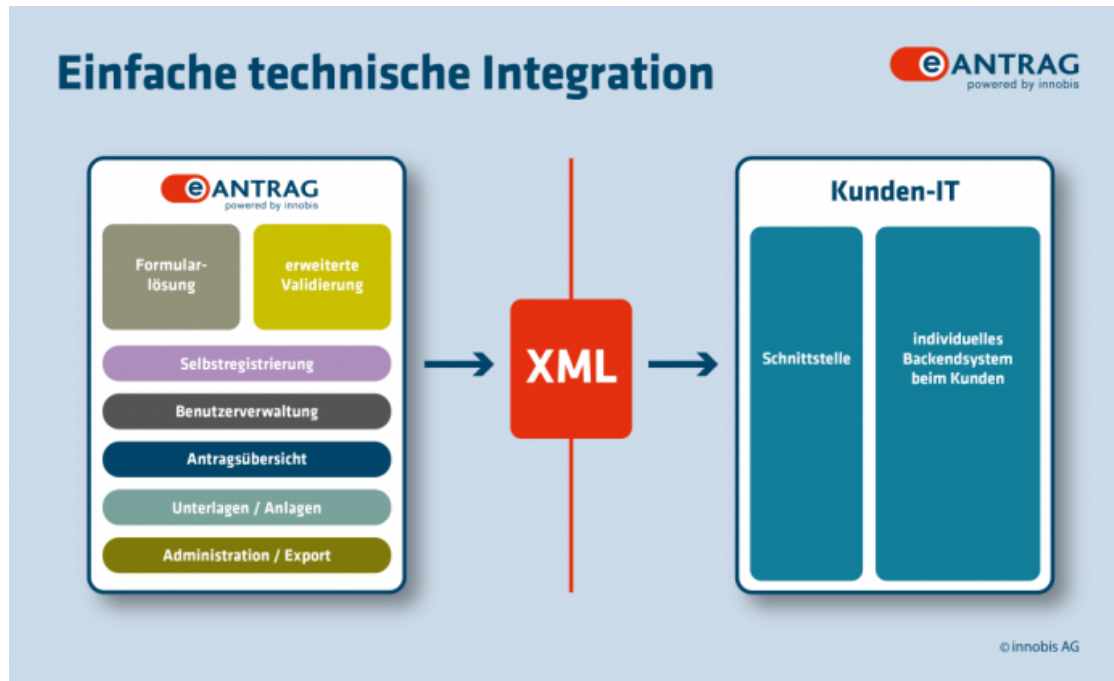 Einfache technische Integration
eANTRAG
powered by innobis
eANTRAG
powered by innobis
Formular-
lösung
erweiterte
Validierung
Selbstregistrierung
Benutzerverwaltung
Antragsübersicht
Unterlagen / Anlagen
Administration / Export
XML
Kunden-IT
Schnittstelle
individuelles
Backendsystem
beim Kunden
© innobis AG